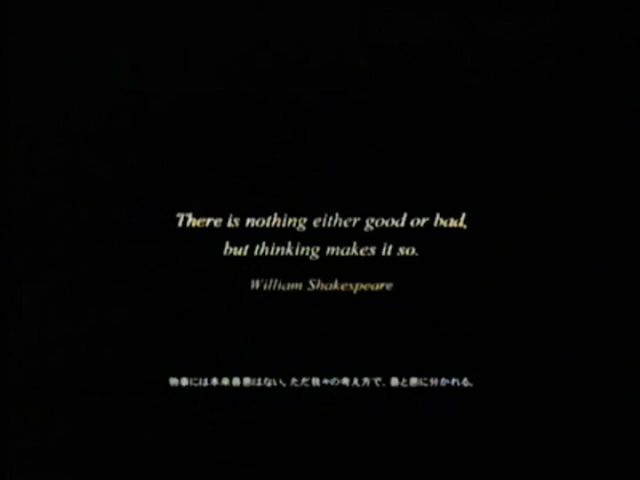 There is nothing either good or bad,
but thinking makes it so.
William Shakespeare
物事には本来善悪はない。ただ我々の考え方で、善と悪に分かれる。